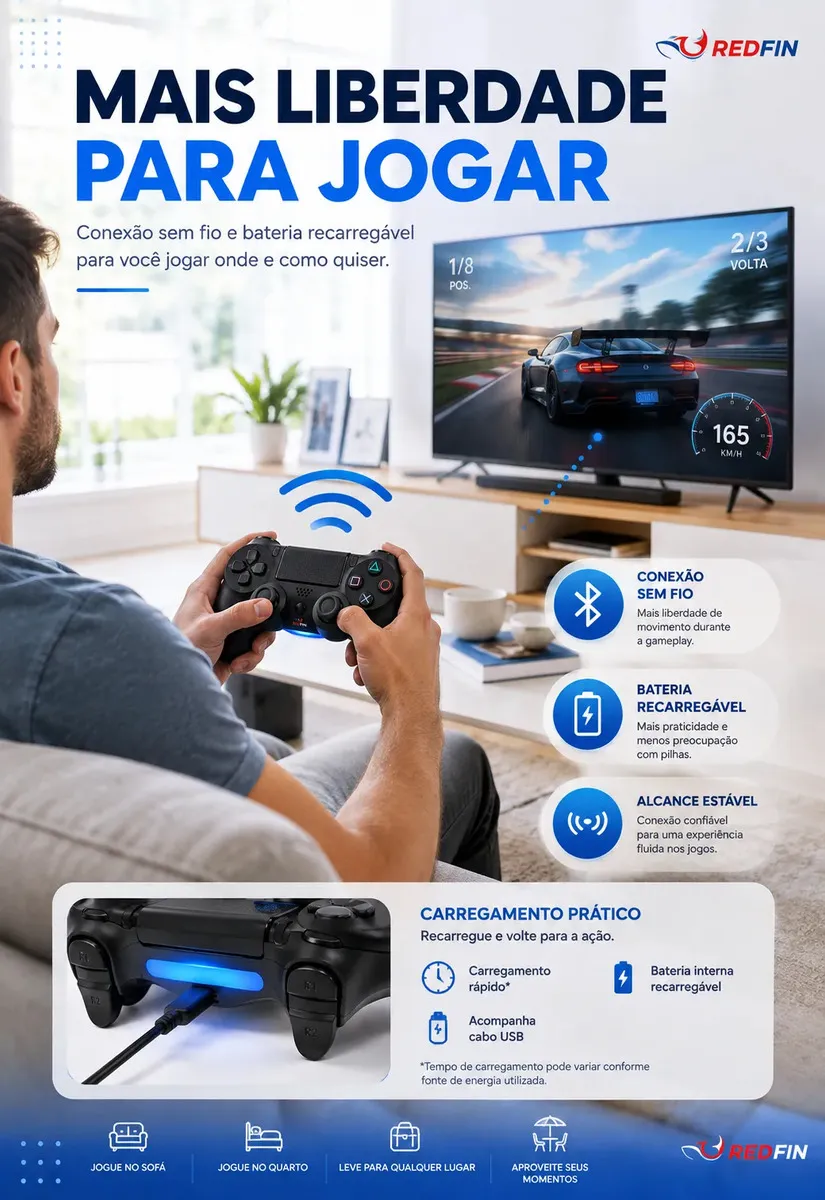 REDFIN
MAIS LIBERDADE
PARA JOGAR
Conexão sem fio e bateria recarregável
para você jogar onde e como quiser.
1/8
POS.
2/3
VOLTA
165
KM/H
REDFIN
CONEXÃO
SEM FIO
Mais liberdade de
movimento durante
a gameplay.
BATERIA
RECARREGÁVEL
Mais praticidade e
menos preocupação
com pilhas.
ALCANCE ESTÁVEL
Conexão confiável
para uma experiência
fluida nos jogos.
CARREGAMENTO PRÁTICO
Recarregue e volte para a ação.
Carregamento
rápido*
Bateria interna
recarregável
Acompanha
cabo USB
*Tempo de carregamento pode variar conforme
fonte de energia utilizada.
JOGUE NO SOFÁ
JOGUE NO QUARTO
LEVE PARA QUALQUER LUGAR
APROVEITE SEUS
MOMENTOS
REDFIN